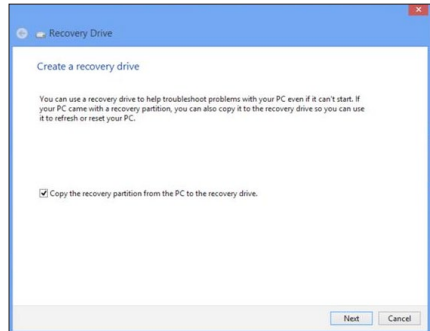 Recovery Drive
Create a recovery drive
You can use a recovery drive to help troubleshoot problems with your PC even if it can't start. If
your PC came with a recovery partition, you can also copy it to the recovery drive so you can use
it to refresh or reset your PC.
Copy the recovery partition from the PC to the recovery drive.
Next Cancel